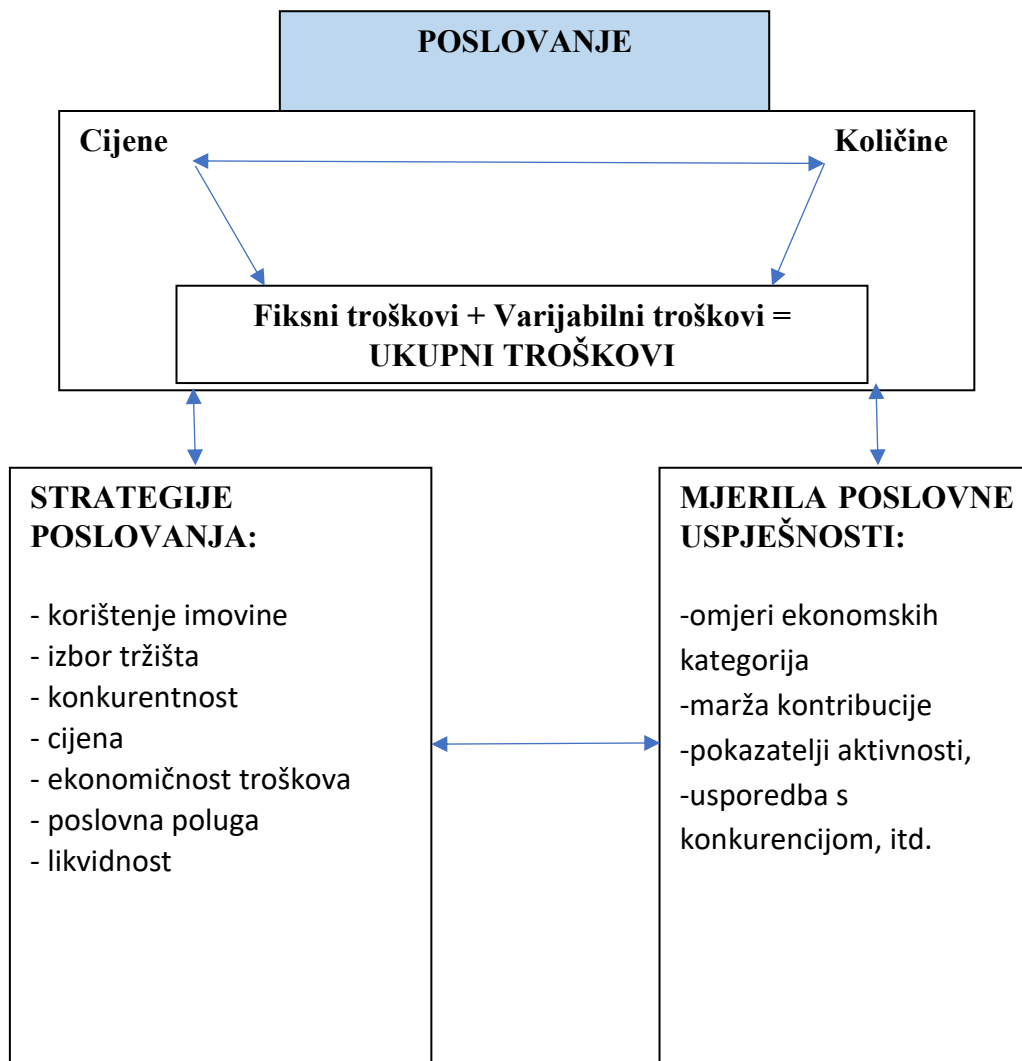 POSLOVANJE
Cijene
Količine
Fiksni troškovi + Varijabilni troškovi =
UKUPNI TROŠKOVI
STRATEGIJE
POSLOVANJA:
- korištenje imovine
- izbor tržišta
- konkurentnost
- cijena
- ekonomičnost troškova
- poslovna poluga
- likvidnost
MJERILA POSLOVNE
USPJEŠNOSTI:
-omjeri ekonomskih
kategorija
-marža kontribucije
-pokazatelji aktivnosti,
-usporedba s
konkurencijom, itd.